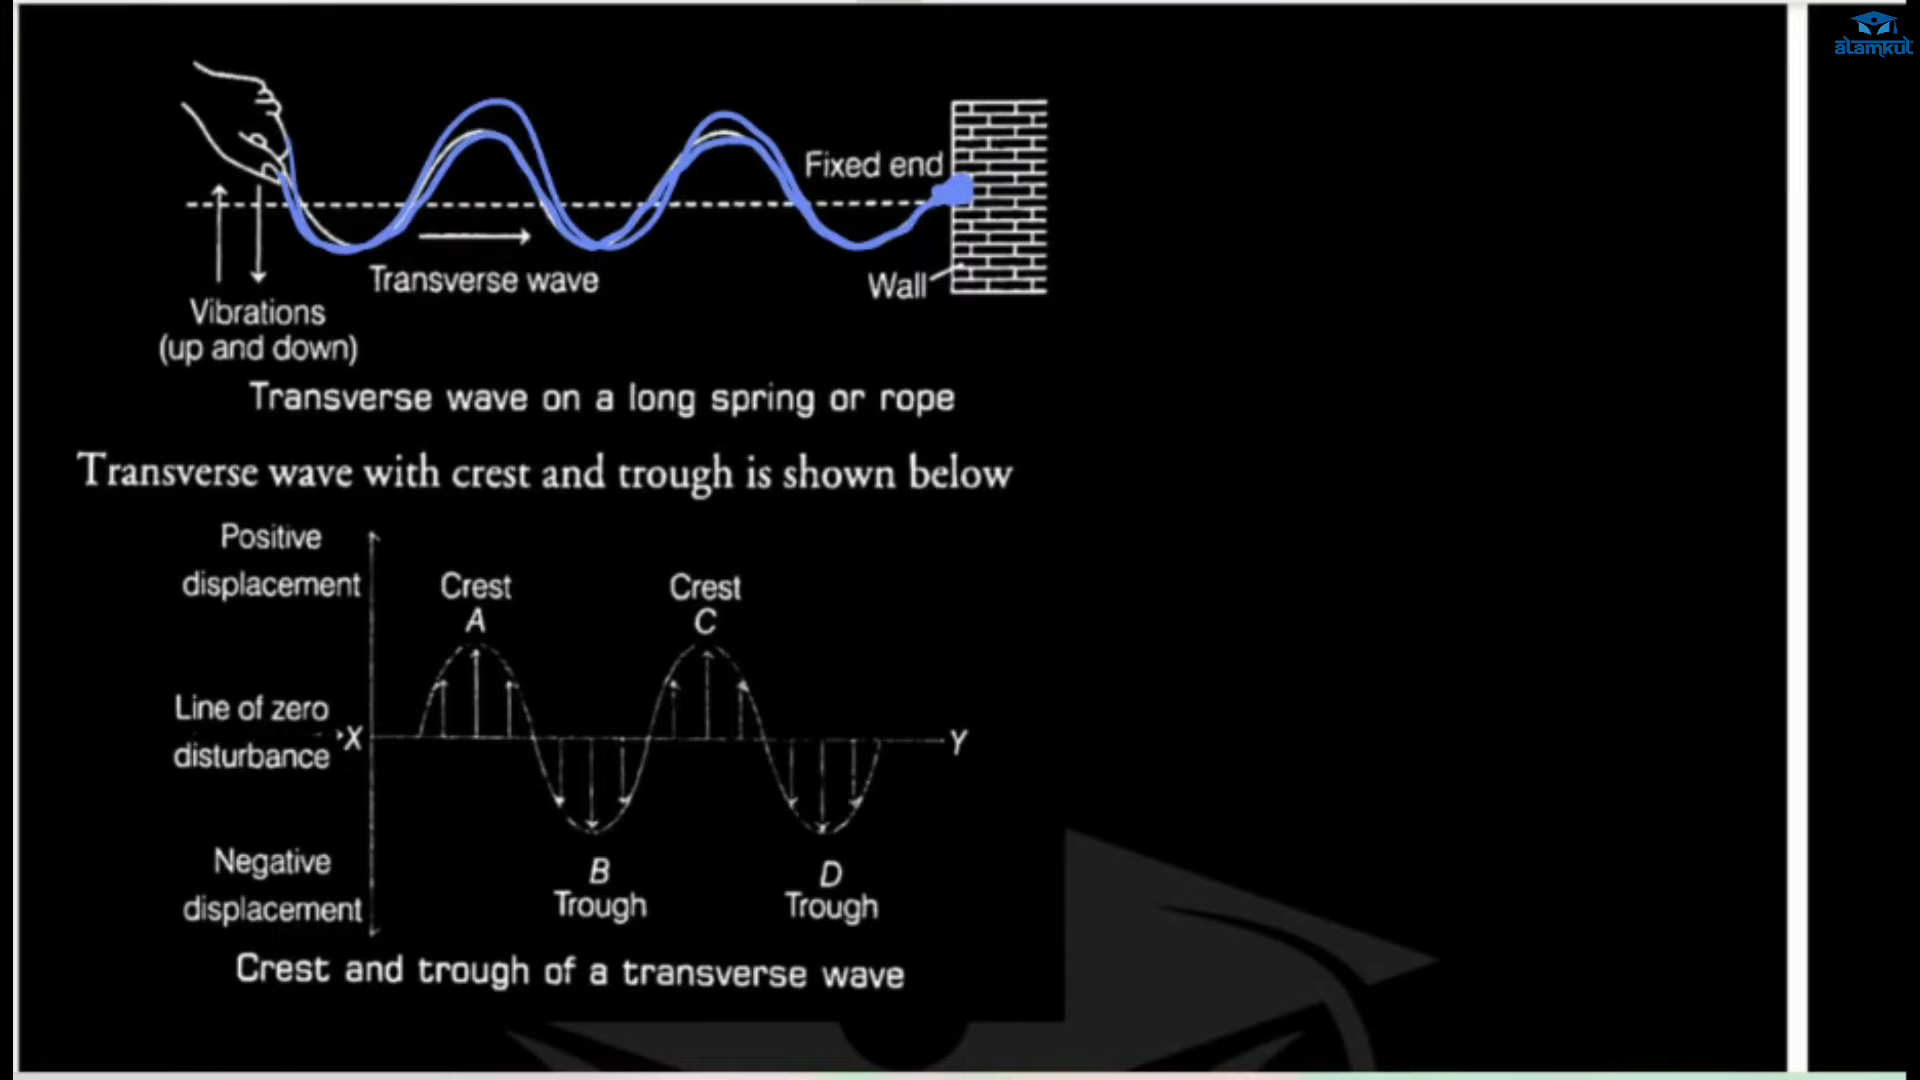 alamkul
Fixed end
Transverse wave
Wall
Vibrations
(up and down)
Transverse wave on a long spring or rope
Transverse wave with crest and trough is shown below
Positive
displacement
Crest
A
Crest
C
Line of zero
disturbance
X
Y
Negative
displacement
B
Trough
D
Trough
Crest and trough of a transverse wave